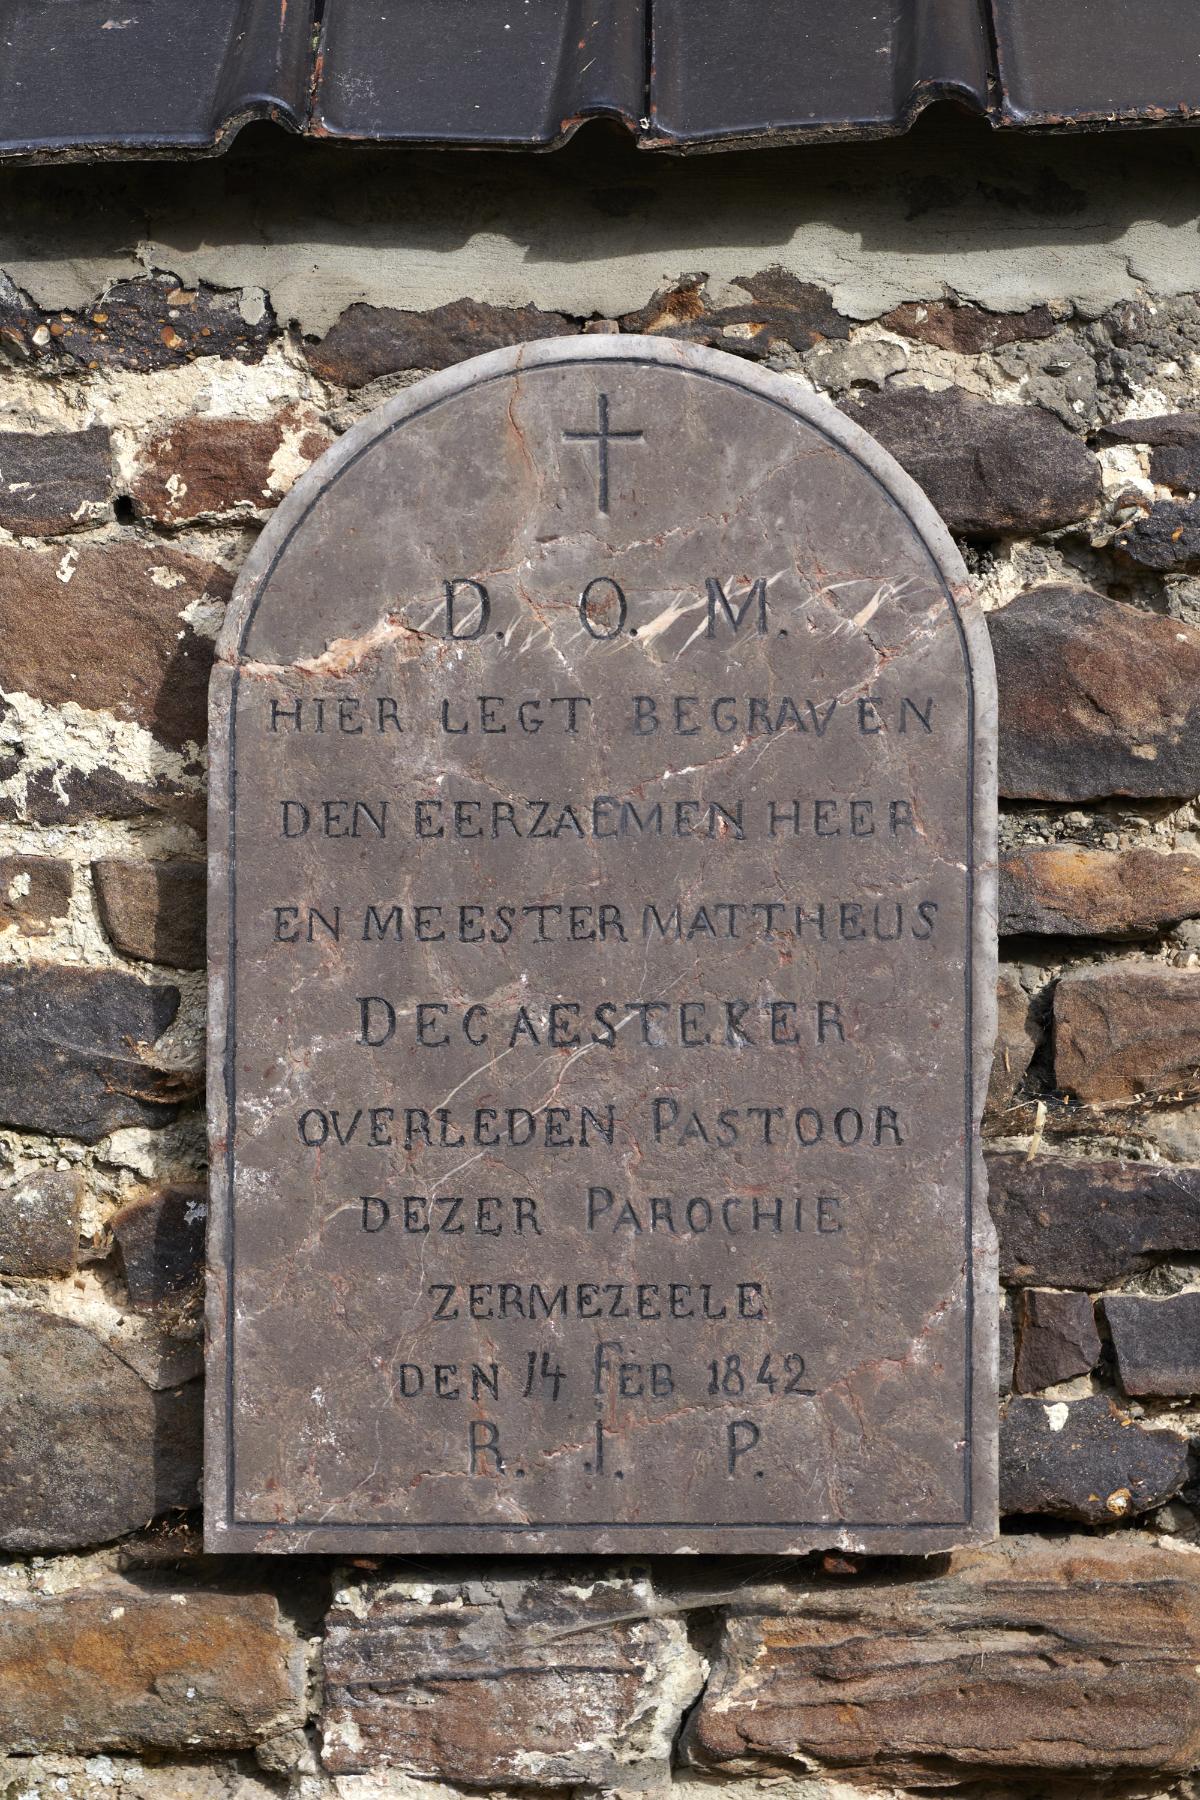 D. O. M.
HIER LEGT BEGRAVEN
DEN EERZAEMEN HEER
EN MEESTER MATTHEUS
DECAESTEKER
OVERLEDEN PASTOOR
DEZER PAROCHIE
ZERMEZEELE
DEN 14 FEB 1842
R. I. P.